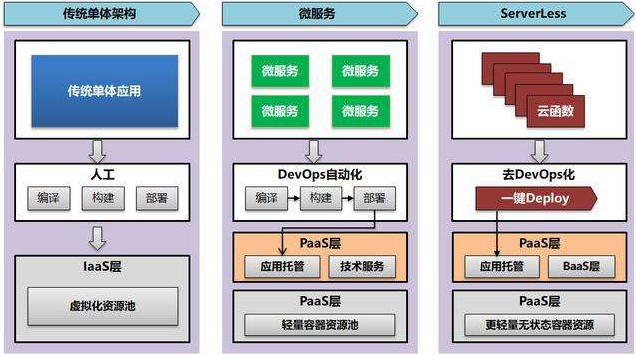 传统单体架构
传统单体应用
人工
编译 构建 部署
IaaS层
虚拟化资源池
微服务
微服务 微服务
微服务 微服务
DevOps自动化
编译 构建 部署
PaaS层
应用托管 技术服务
PaaS层
轻量容器资源池
ServerLess
云函数
去DevOps化
一键Deploy
PaaS层
应用托管 BaaS层
PaaS层
更轻量无状态容器资源